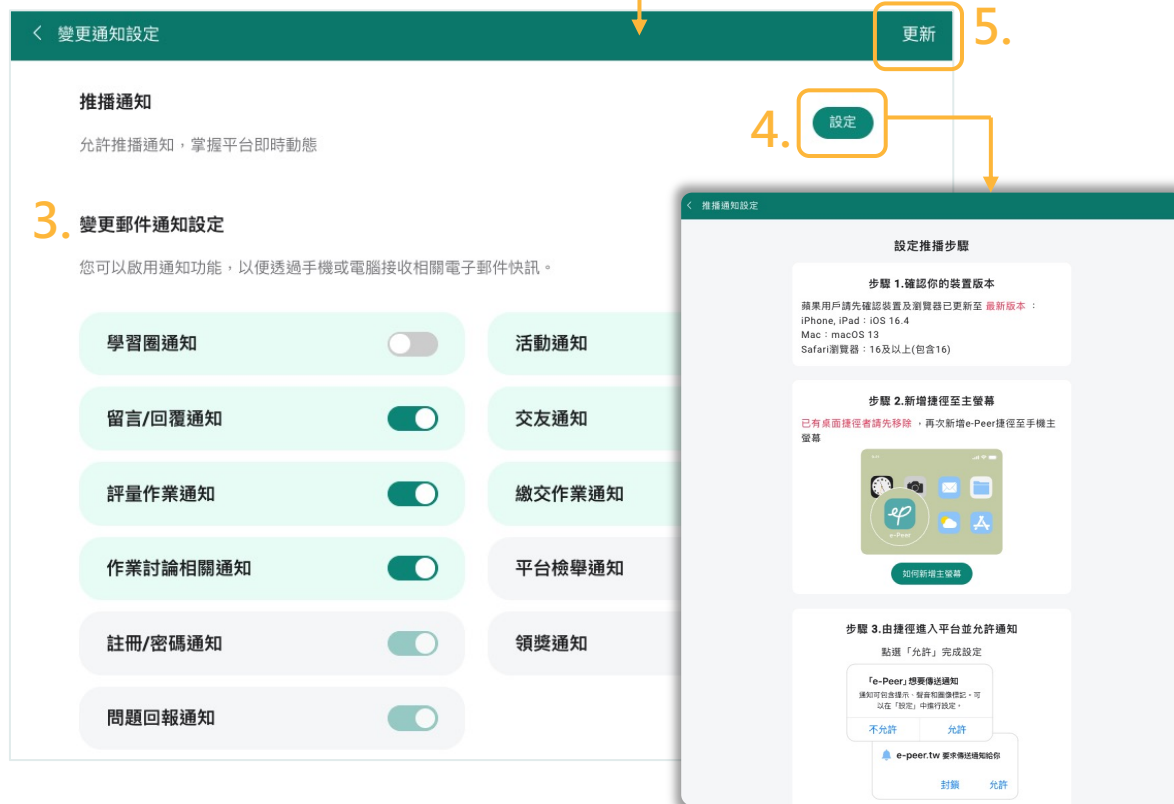 變更通知設定
更新
5.
推播通知
允許推播通知，掌握平台即時動態
4.
設定
3.
變更郵件通知設定
您可以啟用通知功能，以便透過手機或電腦接收相關電子郵件快訊。
學習圈通知
活動通知
留言/回覆通知
交友通知
評量作業通知
繳交作業通知
作業討論相關通知
平台檢舉通知
註冊/密碼通知
領獎通知
問題回報通知
推播通知設定
設定推播步驟
步驟 1.確認你的裝置版本
蘋果用戶請先確認裝置及瀏覽器已更新至 最新版本 ：
iPhone, iPad：iOS 16.4
Mac：macOS 13
Safari瀏覽器：16及以上(包含16)
步驟 2.新增捷徑至主螢幕
已有桌面捷徑者請先移除 ，再次新增e-Peer捷徑至手機主
螢幕
e-Peer
如何新增主螢幕
步驟 3.由捷徑進入平台並允許通知
點選「允許」完成設定
「e-Peer」想要傳送通知
通知可包含提示、聲音和圖像標記。可
以在「設定」中進行設定。
不允許
允許
e-peer.tw 要求傳送通知給你
封鎖
允許